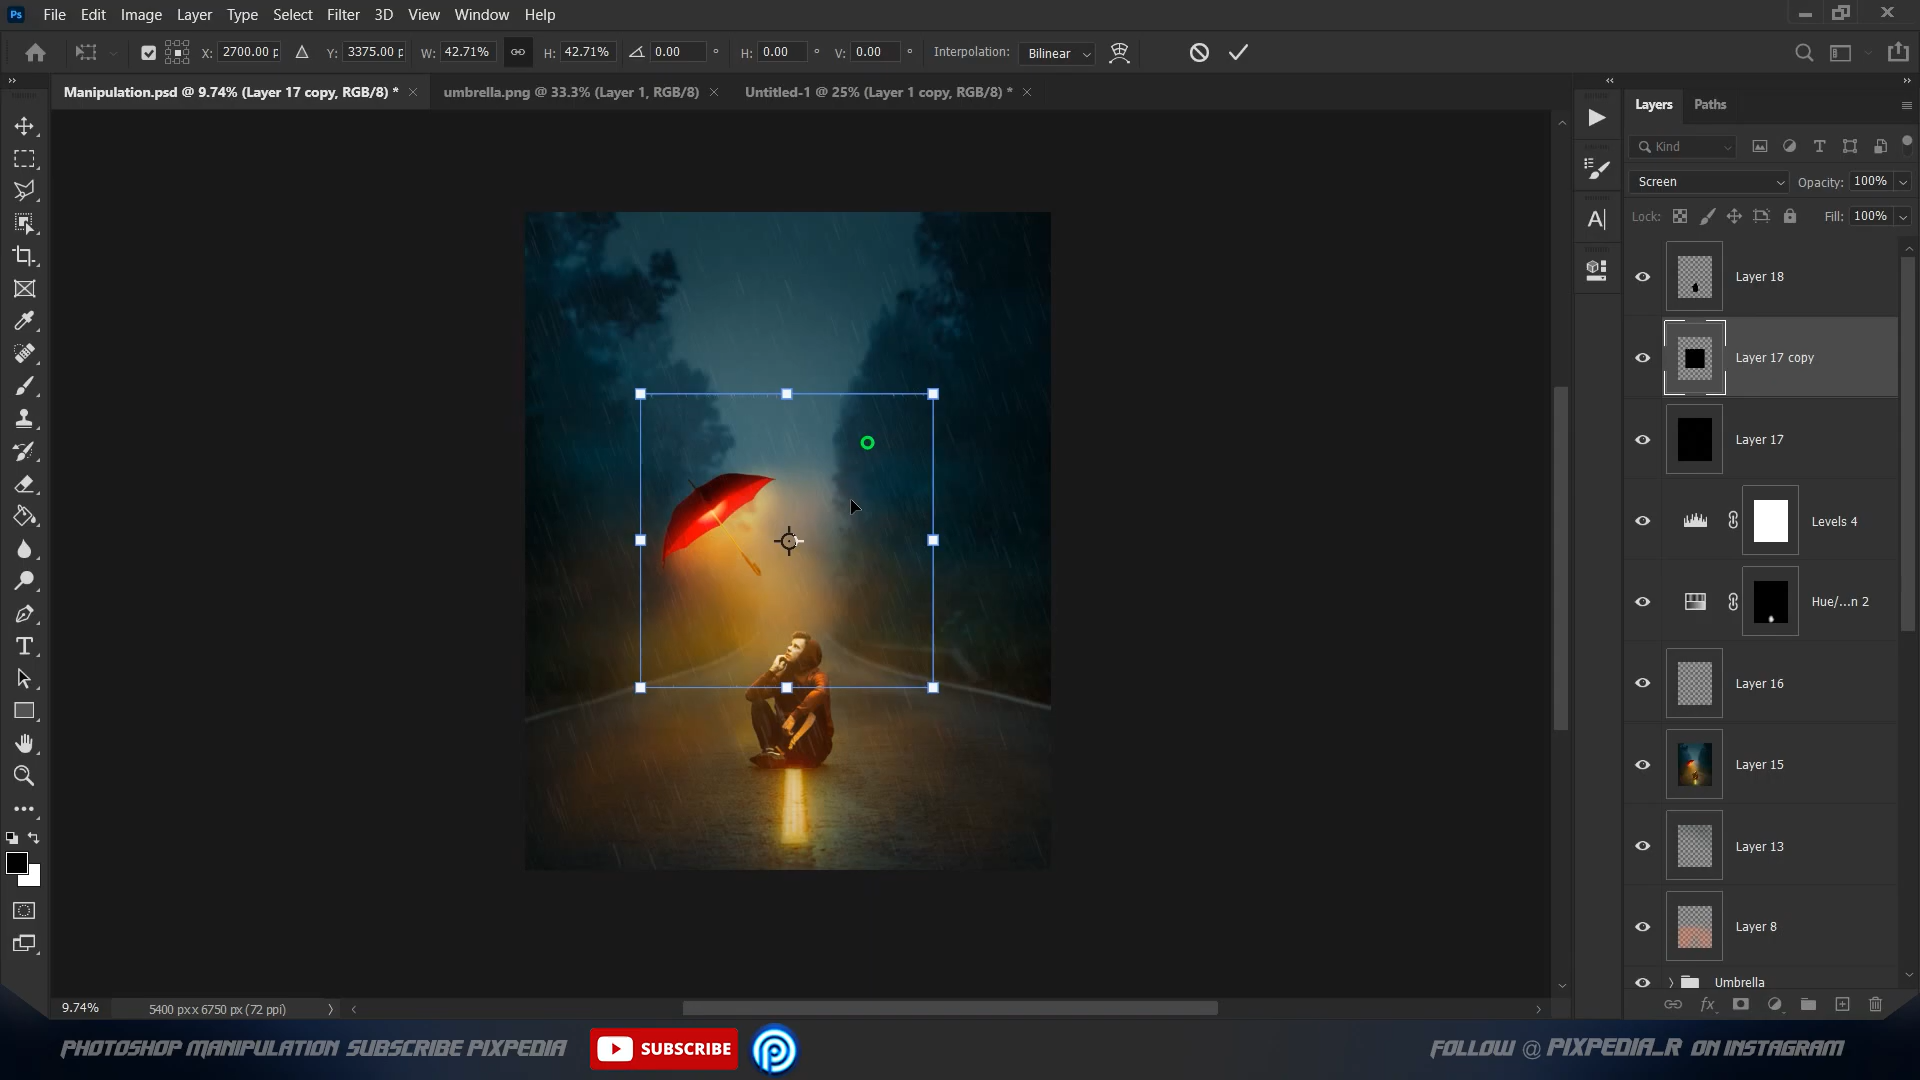 Ps File Edit Image Layer Type Select Filter 3D View Window Help
X: 2700.00 p Y: 3375.00 p W: 42.71% H: 42.71% 0.00 ° H: 0.00 ° V: 0.00 ° Interpolation: Bilinear
Manipulation.psd @ 9.74% (Layer 17 copy, RGB/8) * umbrella.png @ 33.3% (Layer 1, RGB/8) Untitled-1 @ 25% (Layer 1 copy, RGB/8) *
Layers Paths
Kind
Screen Opacity: 100%
Lock: Fill: 100%
Layer 18
Layer 17 copy
Layer 17
Levels 4
Hue/...n 2
Layer 16
Layer 15
Layer 13
Layer 8
Umbrella
9.74% 5400 px x 6750 px (72 ppi)
PHOTOSHOP MANIPULATION SUBSCRIBE PIXPEDIA SUBSCRIBE FOLLOW @ PIXPEDIA_R ON INSTAGRAM